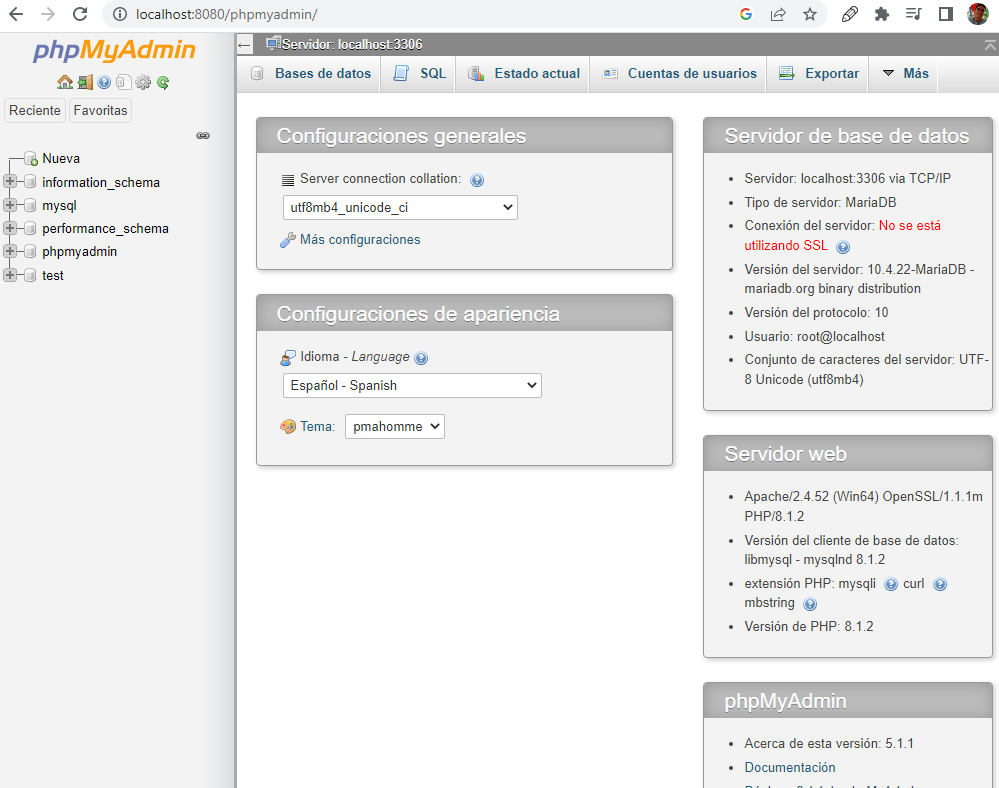 localhost:8080/phpmyadmin/
phpMyAdmin
Reciente
Favoritas
Nueva
information_schema
mysql
performance_schema
phpmyadmin
test
Servidor: localhost:3306
Bases de datos
SQL
Estado actual
Cuentas de usuarios
Exportar
Más
Configuraciones generales
Server connection collation:
utf8mb4_unicode_ci
Más configuraciones
Configuraciones de apariencia
Idioma - Language
Español - Spanish
Tema:
pmahomme
Servidor de base de datos
Servidor: localhost:3306 via TCP/IP
Tipo de servidor: MariaDB
Conexión del servidor: No se está
utilizando SSL
Versión del servidor: 10.4.22-MariaDB -
mariadb.org binary distribution
Versión del protocolo: 10
Usuario: root@localhost
Conjunto de caracteres del servidor: UTF-
8 Unicode (utf8mb4)
Servidor web
Apache/2.4.52 (Win64) OpenSSL/1.1.1m
PHP/8.1.2
Versión del cliente de base de datos:
libmysql - mysqlnd 8.1.2
extensión PHP: mysqli curl
mbstring
Versión de PHP: 8.1.2
phpMyAdmin
Acerca de esta versión: 5.1.1
Documentación